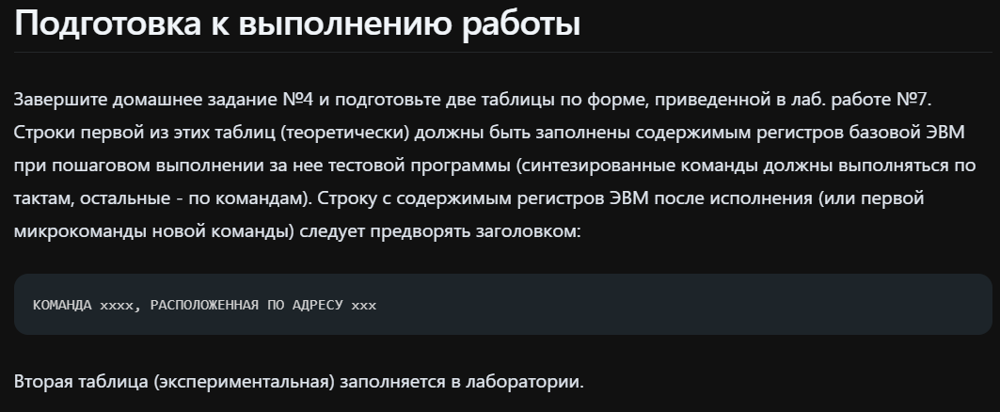 Подготовка к выполнению работы
Завершите домашнее задание №4 и подготовьте две таблицы по форме, приведенной в лаб. работе №7.
Строки первой из этих таблиц (теоретически) должны быть заполнены содержимым регистров базовой ЭВМ
при пошаговом выполнении за нее тестовой программы (синтезированные команды должны выполняться по
тактам, остальные - по командам). Строку с содержимым регистров ЭВМ после исполнения (или первой
микрокоманды новой команды) следует предворять заголовком:
КОМАНДА xxxx, РАСПОЛОЖЕННАЯ ПО АДРЕСУ xxx
Вторая таблица (экспериментальная) заполняется в лаборатории.